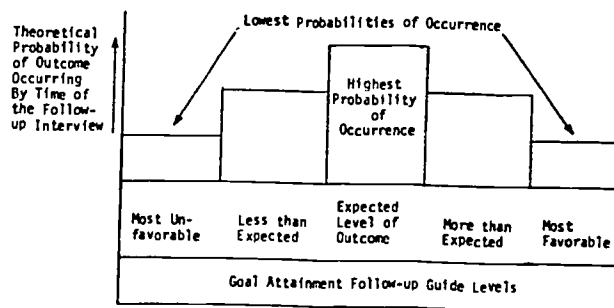 Lowest Probabilities of Occurrence
Theoretical
Probability
of Outcome
Occurring
By Time of
the Follow-
up Interview
Highest
Probability
of
Occurrence
Most Un-
favorable
Less than
Expected
Expected
Level of
Outcome
More than
Expected
Most
Favorable
Goal Attainment Follow-up Guide Levels